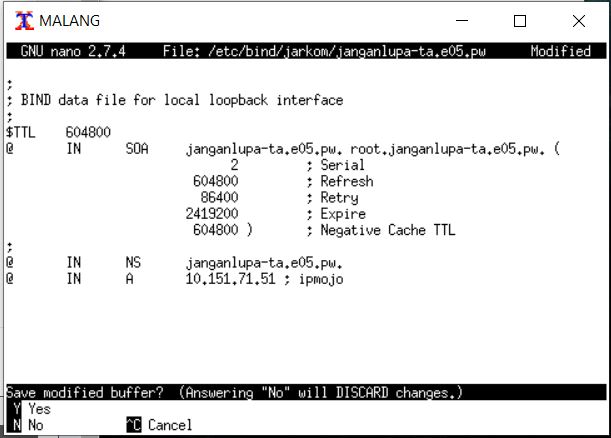 MALANG
GNU nano 2.7.4 File: /etc/bind/jarkom/janganlupa-ta.e05.pw Modified
;
; BIND data file for local loopback interface
;
$TTL 604800
@ IN SOA janganlupa-ta.e05.pw. root.janganlupa-ta.e05.pw. (
2 ; Serial
604800 ; Refresh
86400 ; Retry
2419200 ; Expire
604800 ) ; Negative Cache TTL
;
@ IN NS janganlupa-ta.e05.pw.
@ IN A 10.151.71.51 ; ipmojo
Save modified buffer? (Answering "No" will DISCARD changes.)
Y Yes
N No ^C Cancel